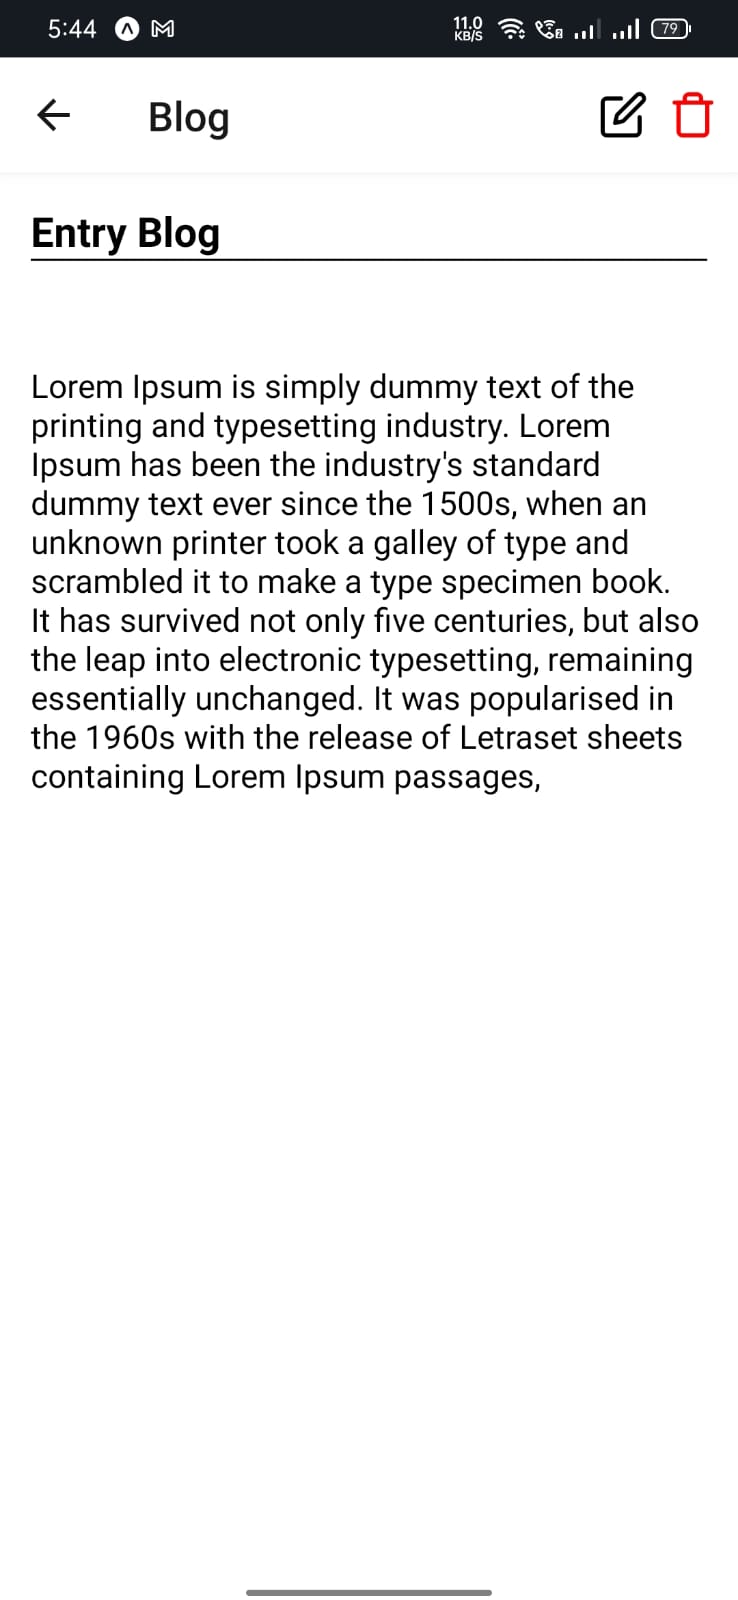 5:44
11.0
KB/S
79
Blog
Entry Blog
Lorem Ipsum is simply dummy text of the
printing and typesetting industry. Lorem
Ipsum has been the industry's standard
dummy text ever since the 1500s, when an
unknown printer took a galley of type and
scrambled it to make a type specimen book.
It has survived not only five centuries, but also
the leap into electronic typesetting, remaining
essentially unchanged. It was popularised in
the 1960s with the release of Letraset sheets
containing Lorem Ipsum passages,